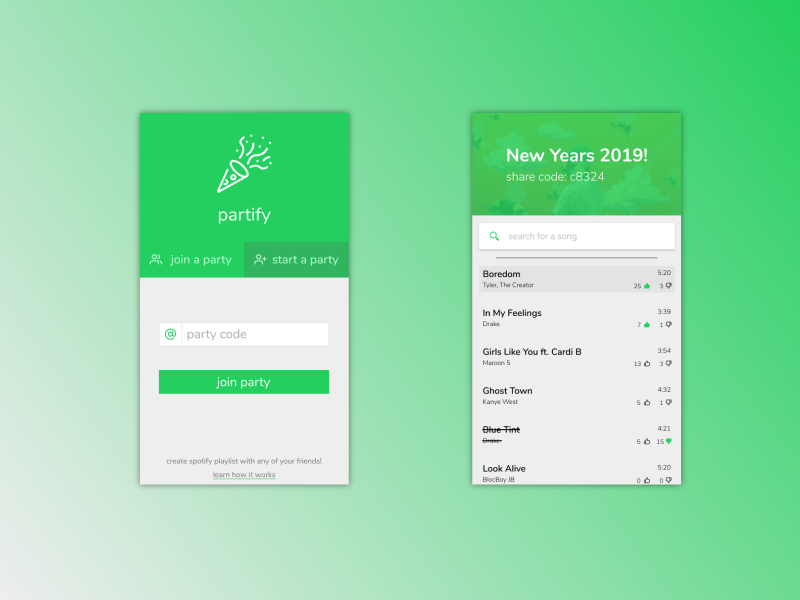 partify
join a party
start a party
@ party code
join party
create spotify playlist with any of your friends!
learn how it works
New Years 2019!
share code: c8324
search for a song
Boredom 5:20
Tyler, The Creator 25 3
In My Feelings 3:39
Drake 7 1
Girls Like You ft. Cardi B 3:54
Maroon 5 13 3
Ghost Town 4:32
Kanye West 5 1
Blue Tint 4:21
Drake 5 15
Look Alive 5:20
BlocBoy JB 0 0